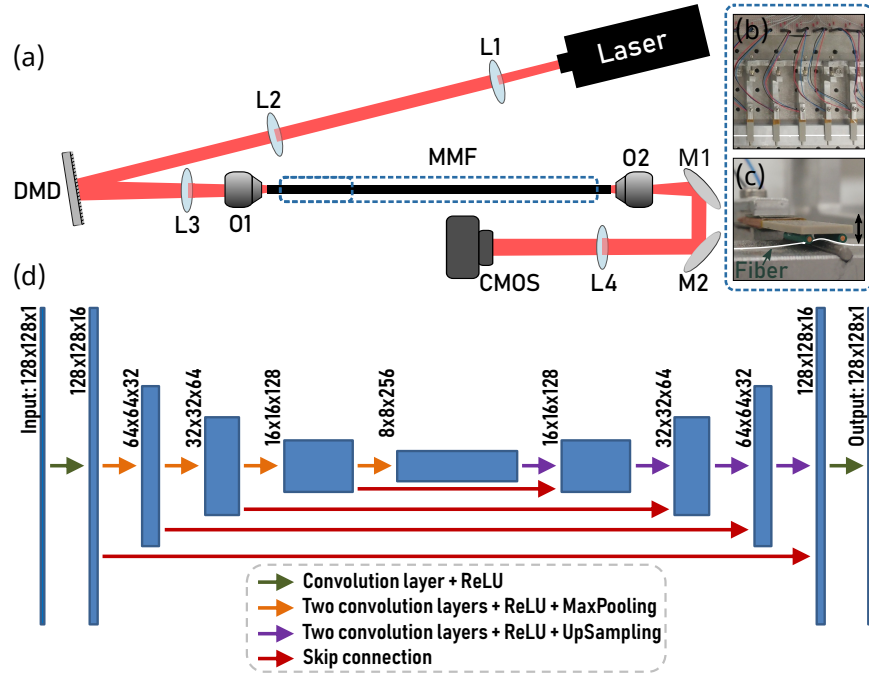 (a)
Laser
L1
L2
(b)
MMF
O2
M1
DMD
L3
O1
(c)
CMOS
L4
M2
Fiber
(d)
Input: 128x128x1
128x128x16
64x64x32
32x32x64
16x16x128
8x8x256
16x16x128
32x32x64
64x64x32
128x128x16
Output: 128x128x1
Convolution layer + ReLU
Two convolution layers + ReLU + MaxPooling
Two convolution layers + ReLU + UpSampling
Skip connection